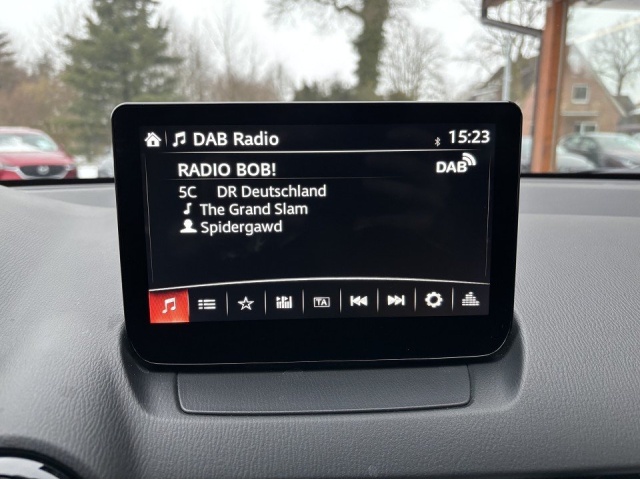 DAB Radio 15:23
RADIO BOB! DAB
5C DR Deutschland
The Grand Slam
Spidergawd
TA